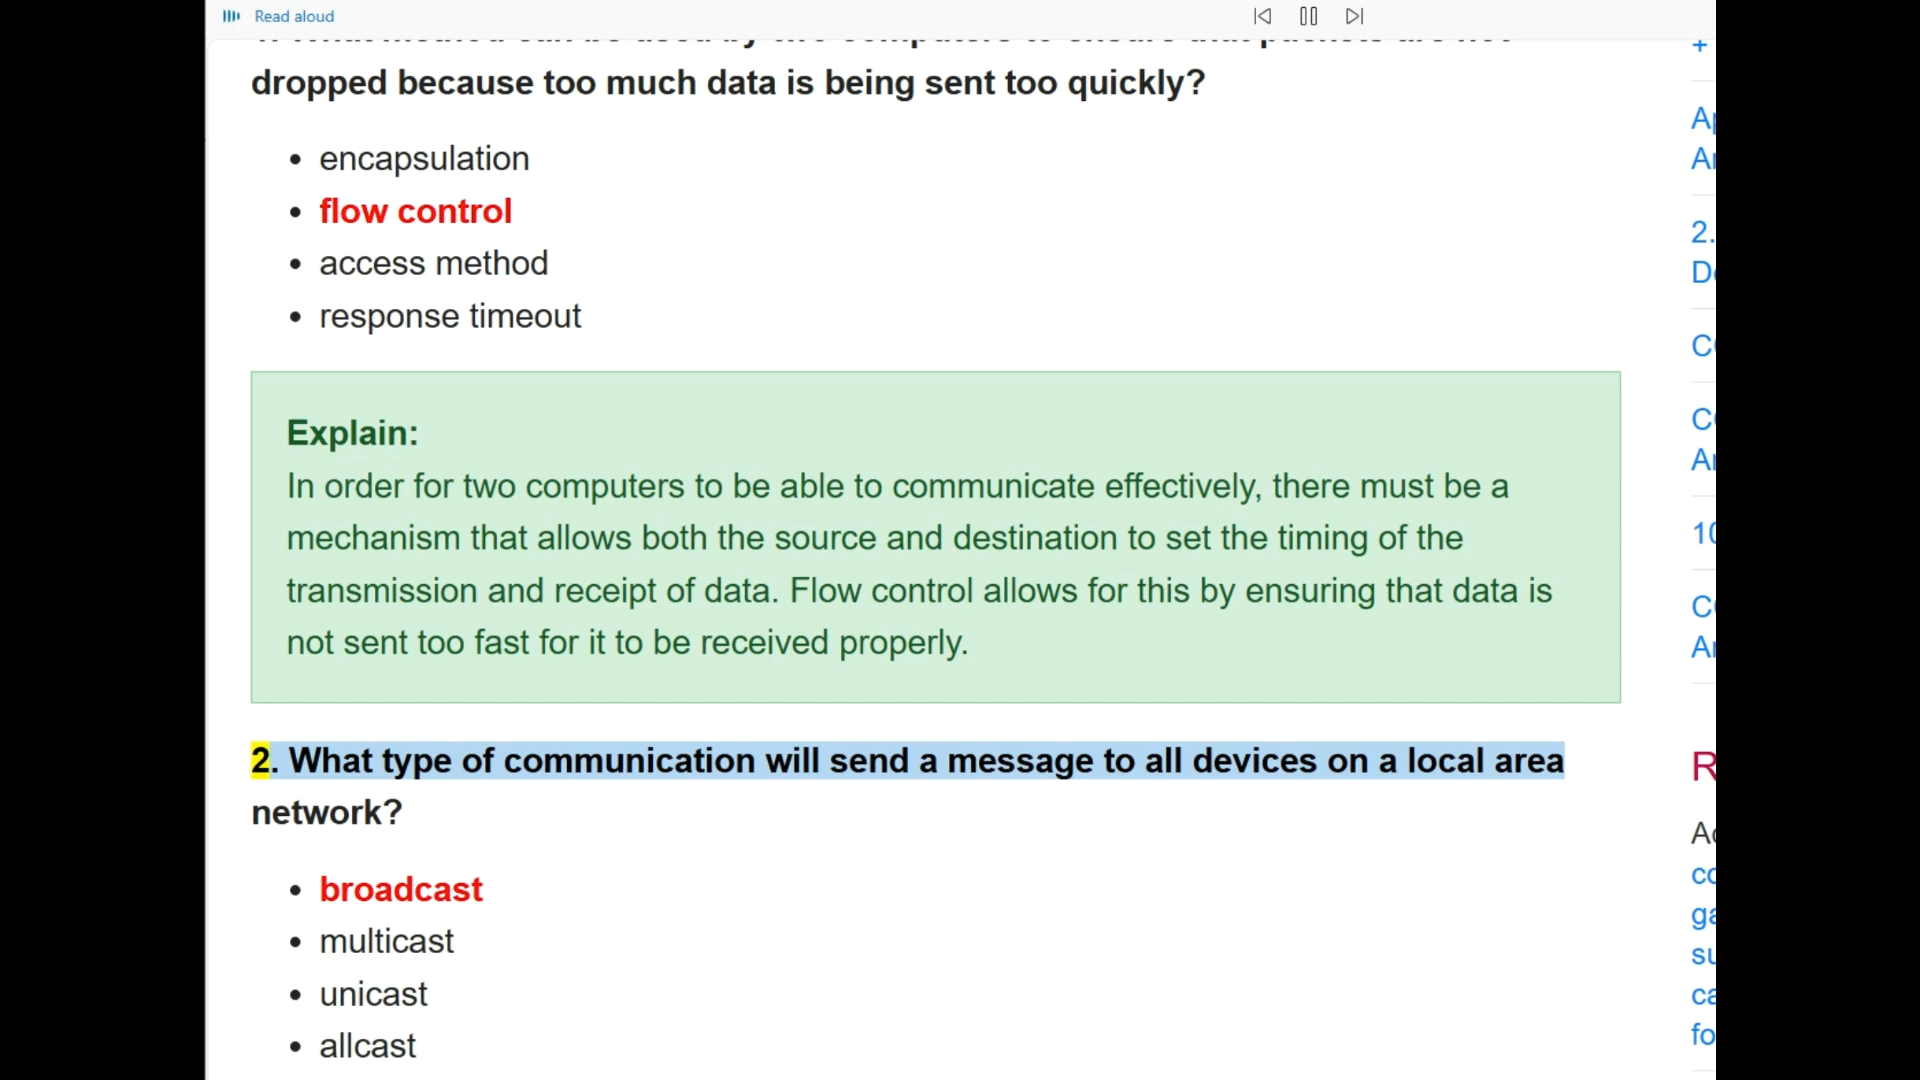 Read aloud
dropped because too much data is being sent too quickly?
• encapsulation
• flow control
• access method
• response timeout
Explain:
In order for two computers to be able to communicate effectively, there must be a
mechanism that allows both the source and destination to set the timing of the
transmission and receipt of data. Flow control allows for this by ensuring that data is
not sent too fast for it to be received properly.
2. What type of communication will send a message to all devices on a local area
network?
• broadcast
• multicast
• unicast
• allcast
+
2.
10